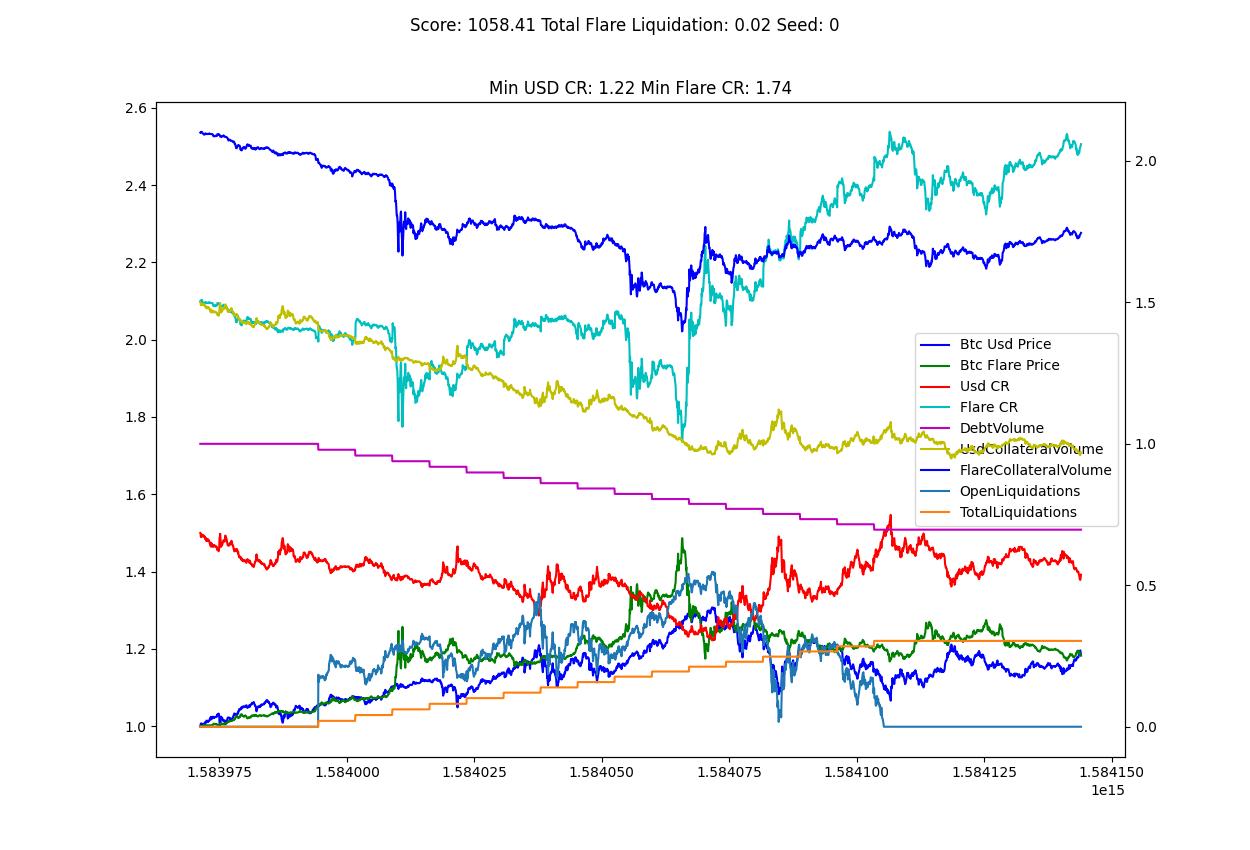 Score: 1058.41 Total Flare Liquidation: 0.02 Seed: 0
Min USD CR: 1.22 Min Flare CR: 1.74
2.6
2.4
2.2
2.0
1.8
1.6
1.4
1.2
1.0
2.0
1.5
1.0
0.5
0.0
Btc Usd Price
Btc Flare Price
Usd CR
Flare CR
DebtVolume
UsdCollateralVolume
FlareCollateralVolume
OpenLiquidations
TotalLiquidations
1.583975 1.584000 1.584025 1.584050 1.584075 1.584100 1.584125 1.584150
1e15